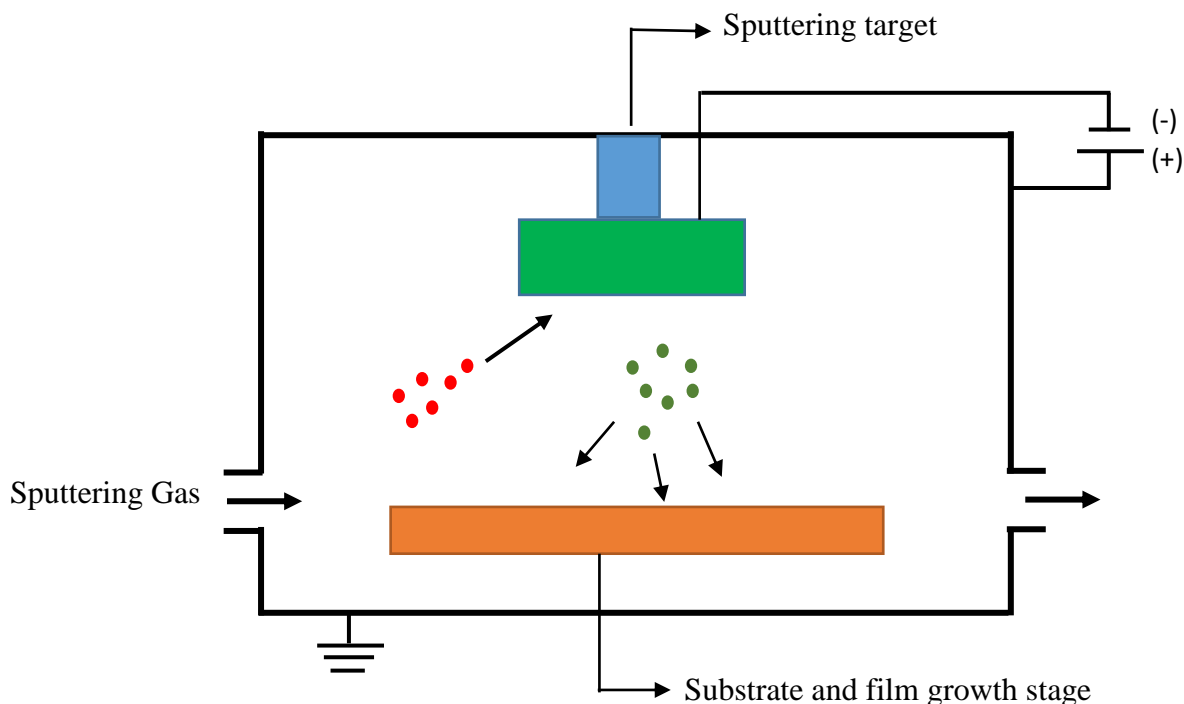 Sputtering target
(-)
(+)
Sputtering Gas
Substrate and film growth stage